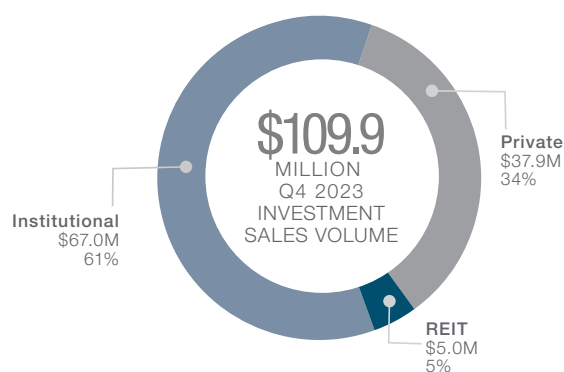 $109.9
MILLION
Q4 2023
INVESTMENT
SALES VOLUME
Private
$37.9M
34%
Institutional
$67.0M
61%
REIT
$5.0M
5%